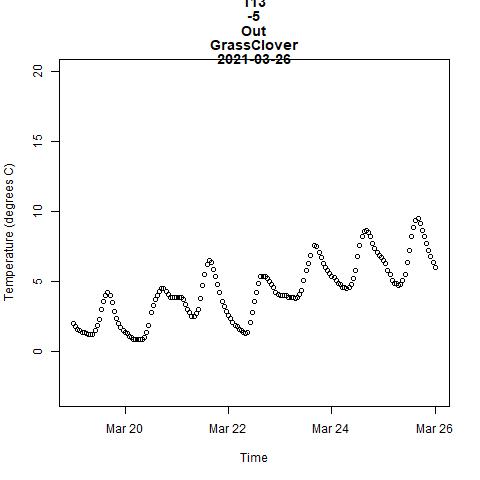 T13
-5
Out
GrassClover
2021-03-26
Temperature (degrees C)
20
15
10
5
0
Mar 20
Mar 22
Mar 24
Mar 26
Time